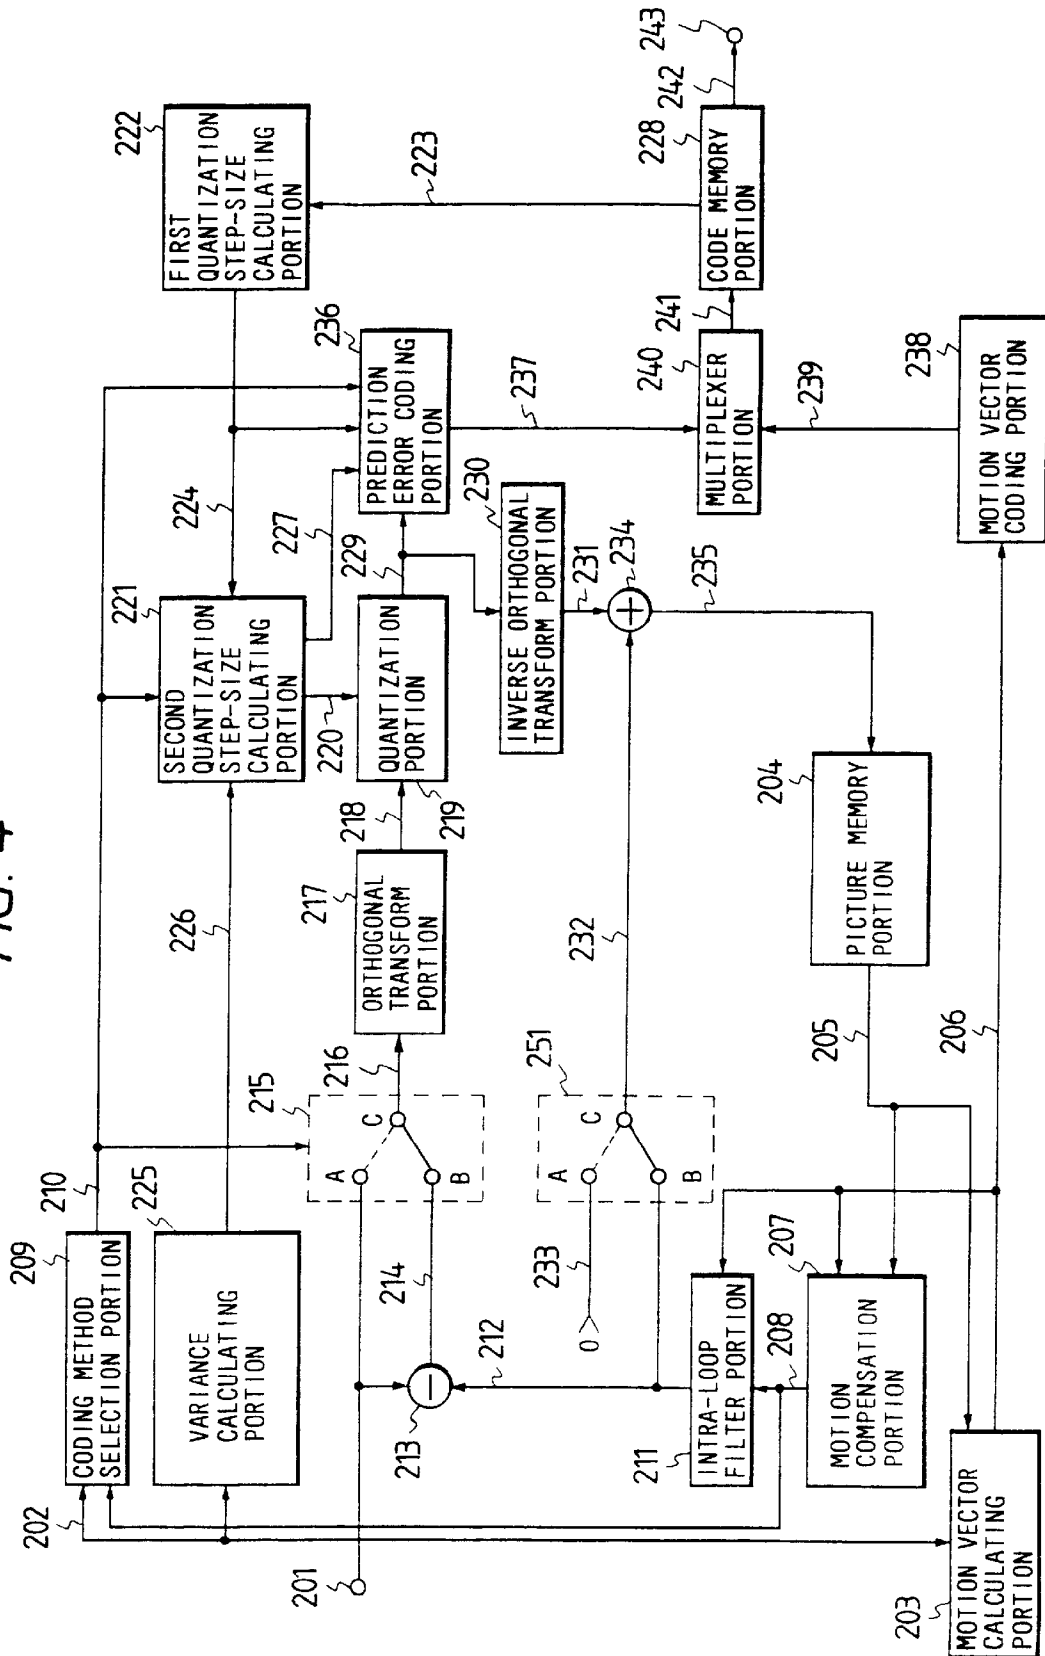 FIG. 4
222
FIRST
QUANTIZATION
STEP-SIZE
CALCULATING
PORTION
223
243
242
228
CODE MEMORY
PORTION
241
224
236
PREDICTION
ERROR CODING
PORTION
237
240
MULTIPLEXER
PORTION
239
238
MOTION VECTOR
CODING PORTION
221
SECOND
QUANTIZATION
STEP-SIZE
CALCULATING
PORTION
227
229
220
QUANTIZATION
PORTION
219
218
230
INVERSE ORTHOGONAL
TRANSFORM PORTION
231
+
234
235
226
217
ORTHOGONAL
TRANSFORM
PORTION
216
232
204
PICTURE MEMORY
PORTION
205
206
210
215
A
C
B
251
A
C
B
209
CODING METHOD
SELECTION PORTION
225
VARIANCE
CALCULATING
PORTION
214
233
0
212
−
213
211
INTRA-LOOP
FILTER PORTION
207
MOTION
COMPENSATION
PORTION
208
202
201
203
MOTION VECTOR
CALCULATING
PORTION